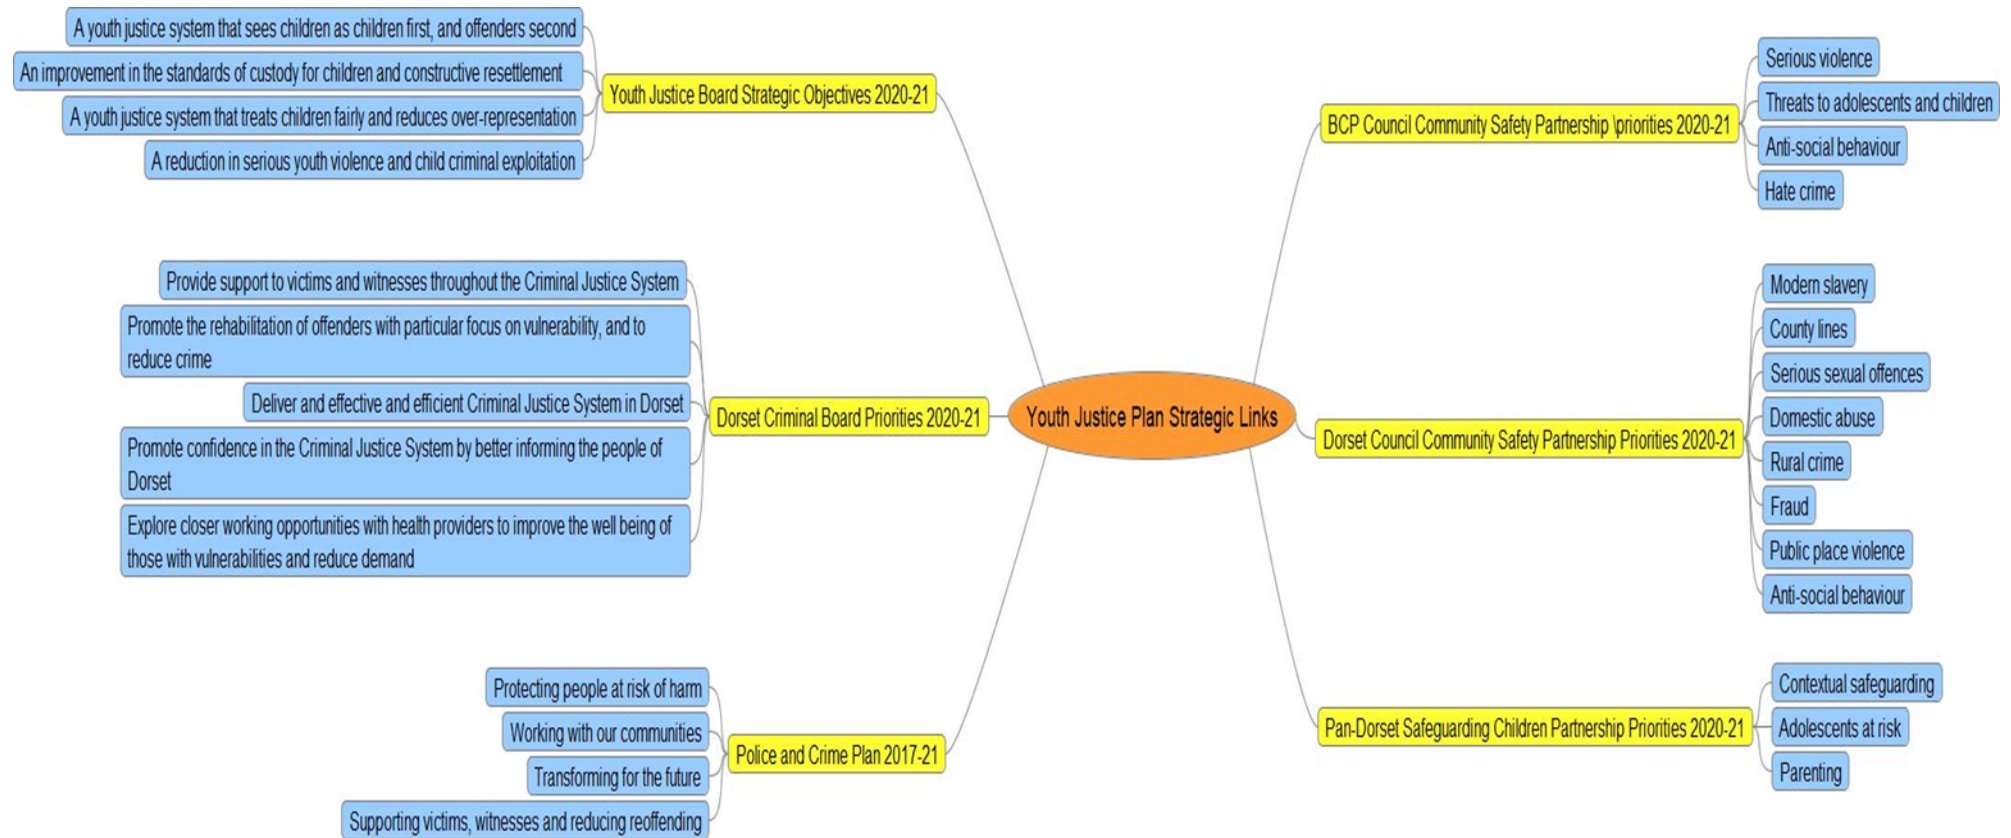 A youth justice system that sees children as children first, and offenders second
An improvement in the standards of custody for children and constructive resettlement
A youth justice system that treats children fairly and reduces over-representation
A reduction in serious youth violence and child criminal exploitation
Youth Justice Board Strategic Objectives 2020-21
Provide support to victims and witnesses throughout the Criminal Justice System
Promote the rehabilitation of offenders with particular focus on vulnerability, and to
reduce crime
Deliver and effective and efficient Criminal Justice System in Dorset
Promote confidence in the Criminal Justice System by better informing the people of
Dorset
Explore closer working opportunities with health providers to improve the well being of
those with vulnerabilities and reduce demand
Dorset Criminal Board Priorities 2020-21
Protecting people at risk of harm
Working with our communities
Transforming for the future
Supporting victims, witnesses and reducing reoffending
Police and Crime Plan 2017-21
Youth Justice Plan Strategic Links
BCP Council Community Safety Partnership \priorities 2020-21
Serious violence
Threats to adolescents and children
Anti-social behaviour
Hate crime
Dorset Council Community Safety Partnership Priorities 2020-21
Modern slavery
County lines
Serious sexual offences
Domestic abuse
Rural crime
Fraud
Public place violence
Anti-social behaviour
Pan-Dorset Safeguarding Children Partnership Priorities 2020-21
Contextual safeguarding
Adolescents at risk
Parenting